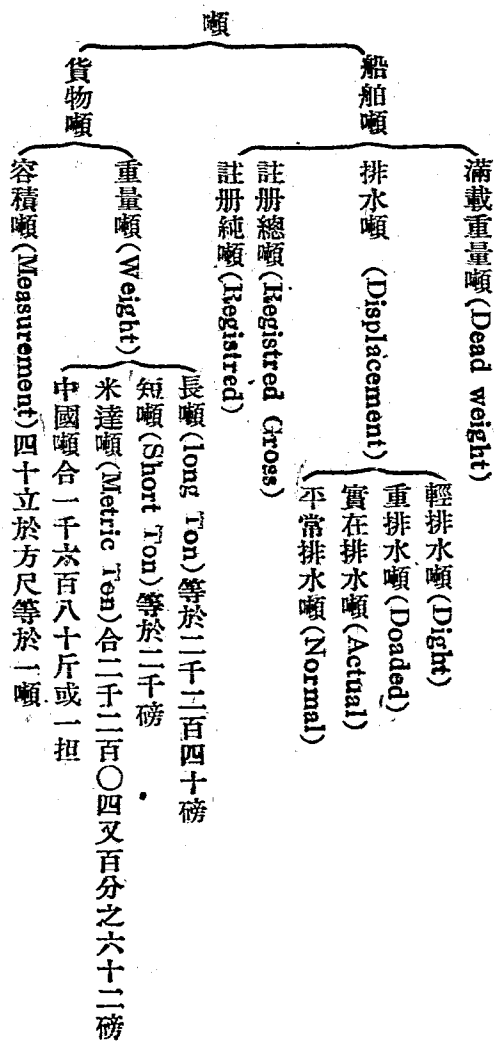 噸
船舶噸
滿載重量噸(Dead weight)
排水噸 (Displacement)
輕排水噸(Dight)
重排水噸(Doaded)
實在排水噸(Actual)
平常排水噸(Normal)
註册總噸(Registred Gross)
註册純噸(Registred)
貨物噸
重量噸(Weight)
長噸(long Ton)等於二千二百四十磅
短噸(Short Ton)等於二千磅
米達噸(Metric Ton)合二千二百〇四又百分之六十二磅
中國噸合一千六百八十斤或一担
容積噸(Measurement)四十立於方尺等於一噸